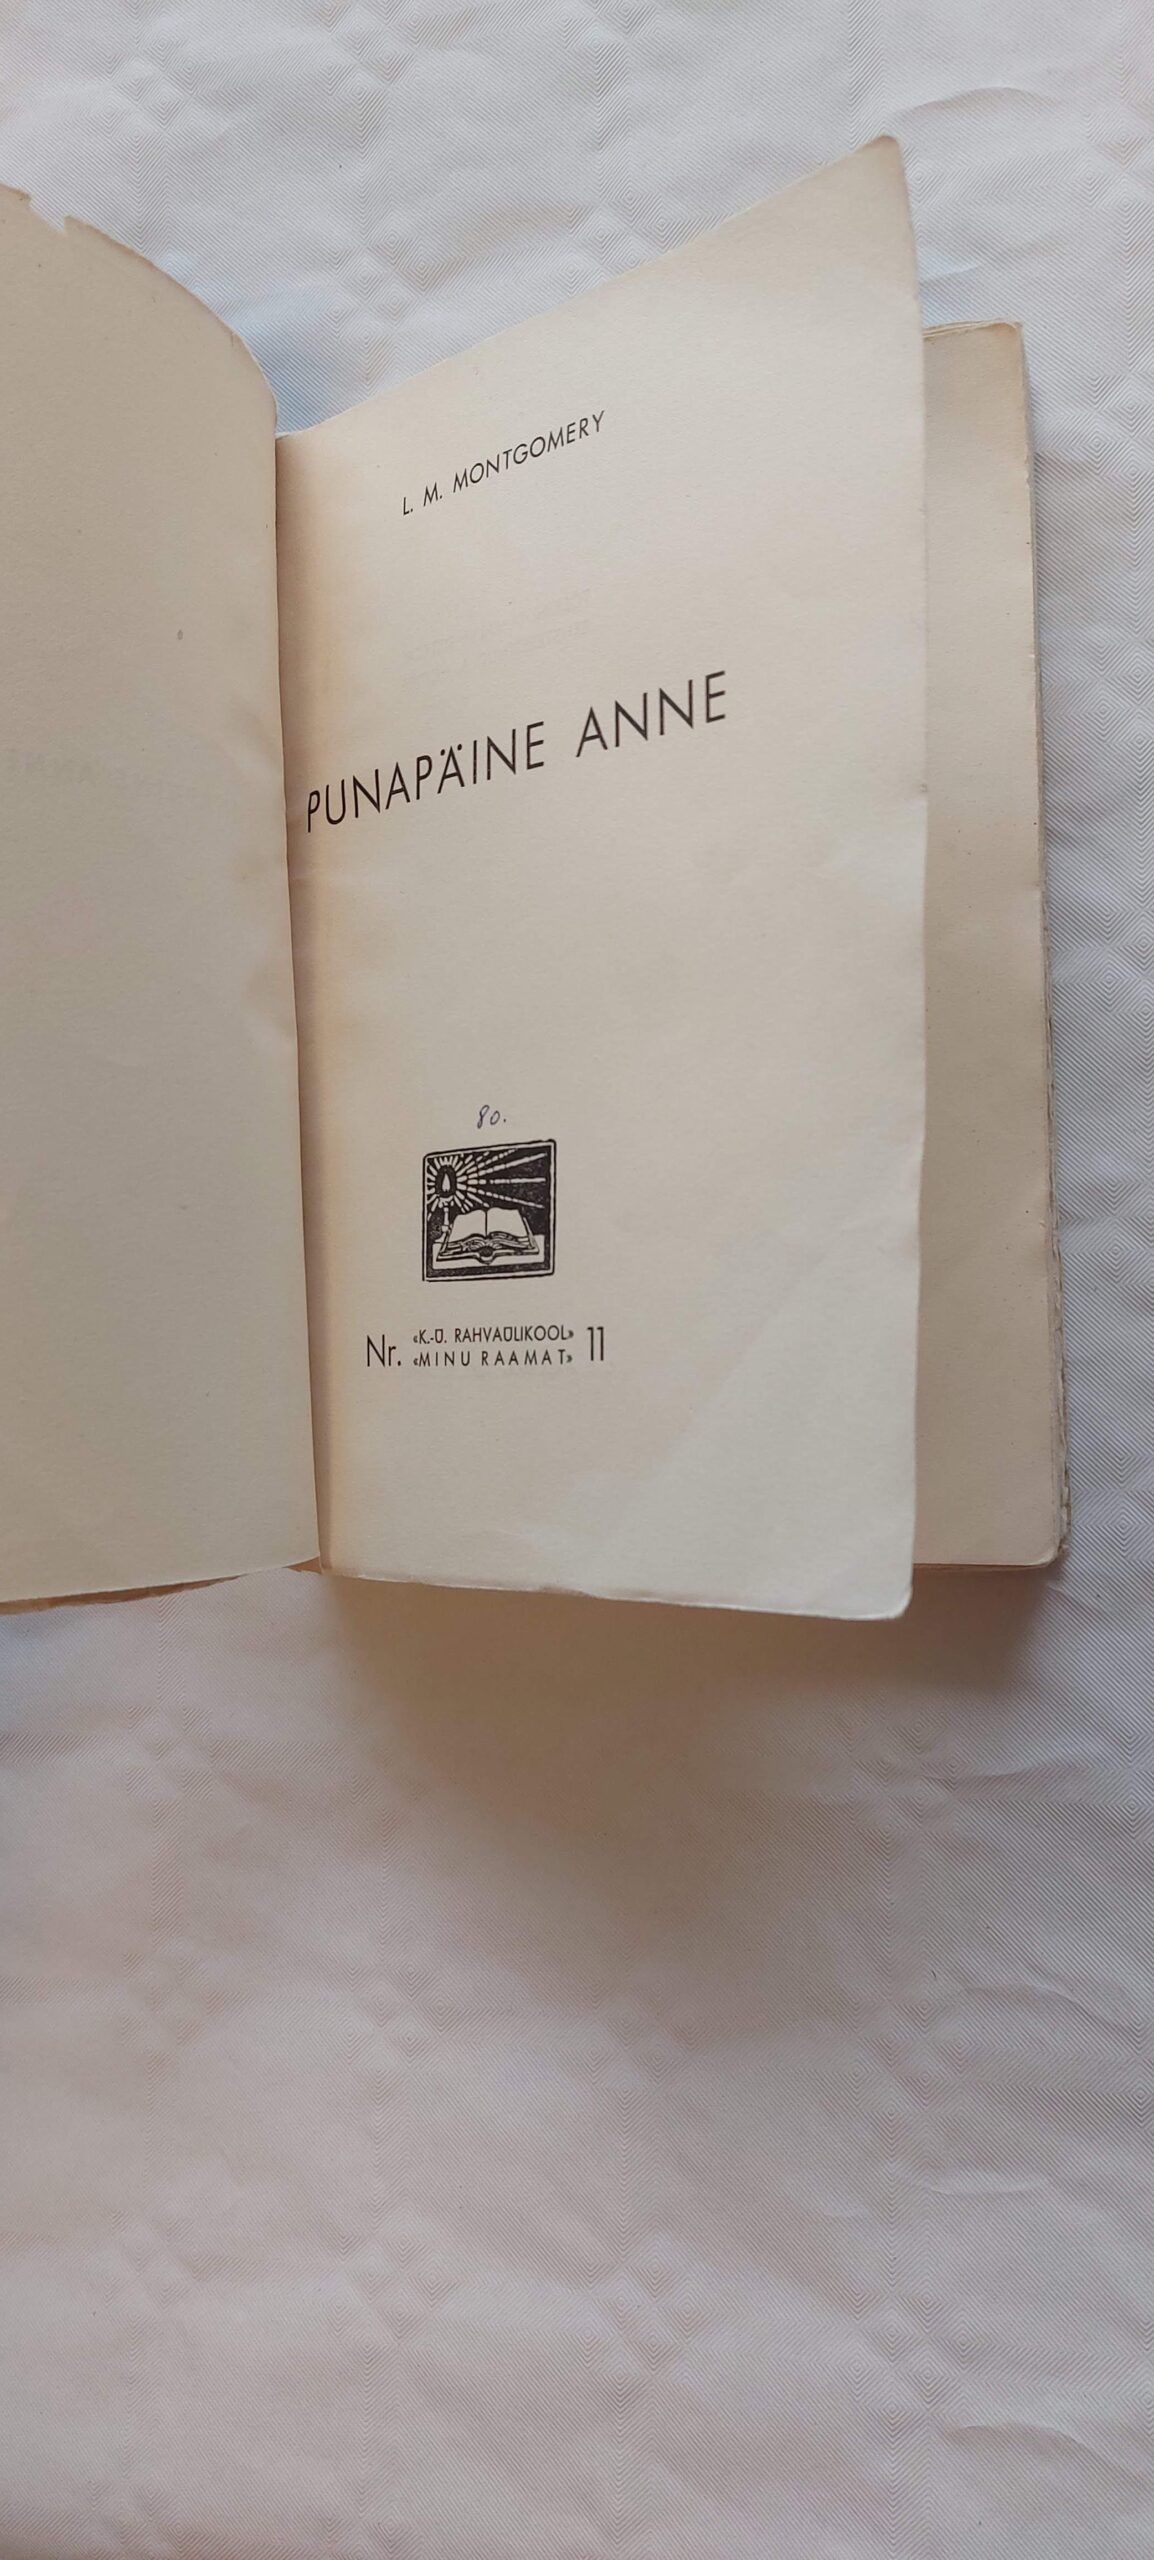 L. M. MONTGOMERY
PUNAPÄINE ANNE
80.
Nr. «K.-Ü. RAHVAÜLIKOOL» 11
«MINU RAAMAT»